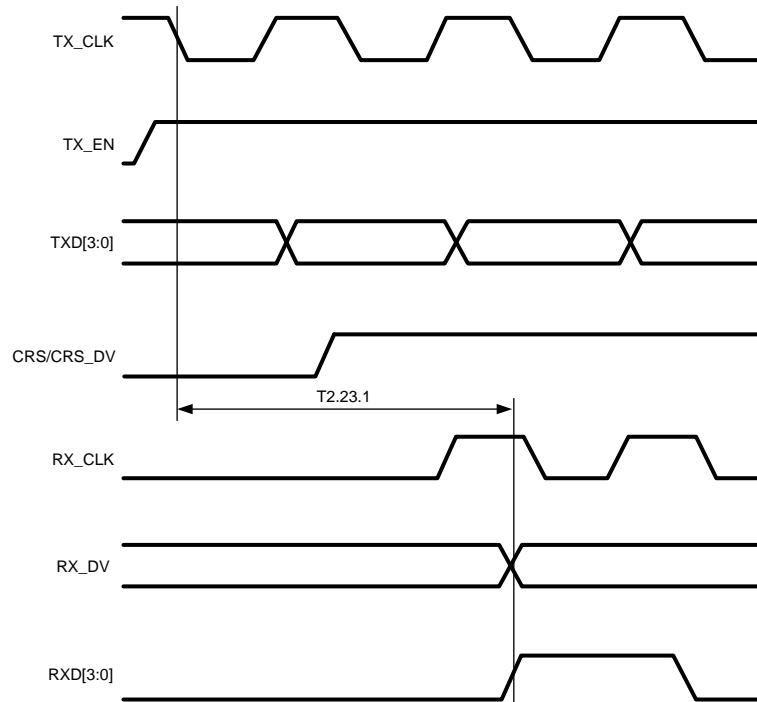 TX_CLK
TX_EN
TXD[3:0]
CRS/CRS_DV
T2.23.1
RX_CLK
RX_DV
RXD[3:0]